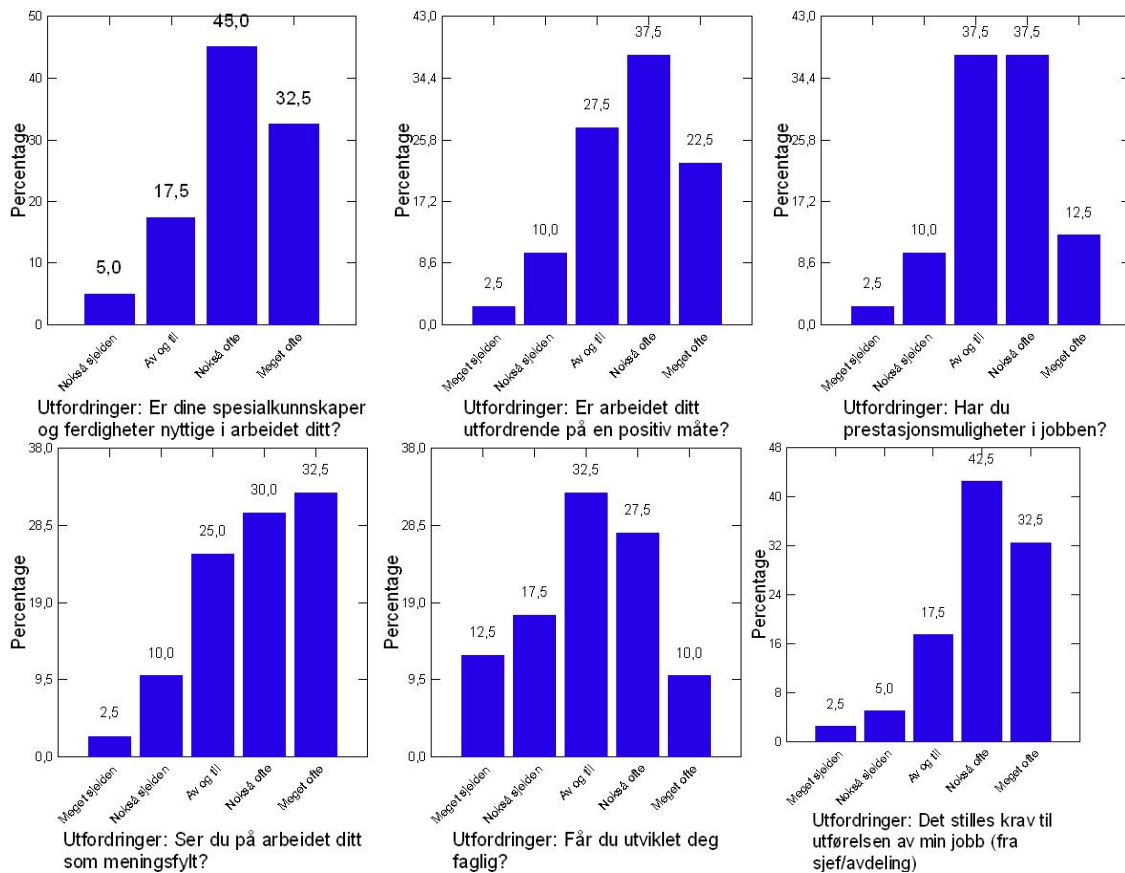 50
40
30
20
10
0
Percentage
5,0
17,5
45,0
32,5
Nokså sjelden
Av og til
Nokså ofte
Meget ofte
Utfordringer: Er dine spesialkunnskaper
og ferdigheter nyttige i arbeidet ditt?
43,0
34,4
25,8
17,2
8,6
0,0
Percentage
2,5
10,0
27,5
37,5
22,5
Meget sjelden
Nokså sjelden
Av og til
Nokså ofte
Meget ofte
Utfordringer: Er arbeidet ditt
utfordrende på en positiv måte?
43,0
34,4
25,8
17,2
8,6
0,0
Percentage
2,5
10,0
37,5
37,5
12,5
Meget sjelden
Nokså sjelden
Av og til
Nokså ofte
Meget ofte
Utfordringer: Har du
prestasjonsmuligheter i jobben?
38,0
28,5
19,0
9,5
0,0
Percentage
2,5
10,0
25,0
30,0
32,5
Meget sjelden
Nokså sjelden
Av og til
Nokså ofte
Meget ofte
Utfordringer: Ser du på arbeidet ditt
som meningsfylt?
38,0
28,5
19,0
9,5
0,0
Percentage
12,5
17,5
32,5
27,5
10,0
Meget sjelden
Nokså sjelden
Av og til
Nokså ofte
Meget ofte
Utfordringer: Får du utviklet deg
faglig?
48
40
32
24
16
8
0
Percentage
2,5
5,0
17,5
42,5
32,5
Meget sjelden
Nokså sjelden
Av og til
Nokså ofte
Meget ofte
Utfordringer: Det stilles krav til
utførelsen av min jobb (fra
sjef/avdeling)